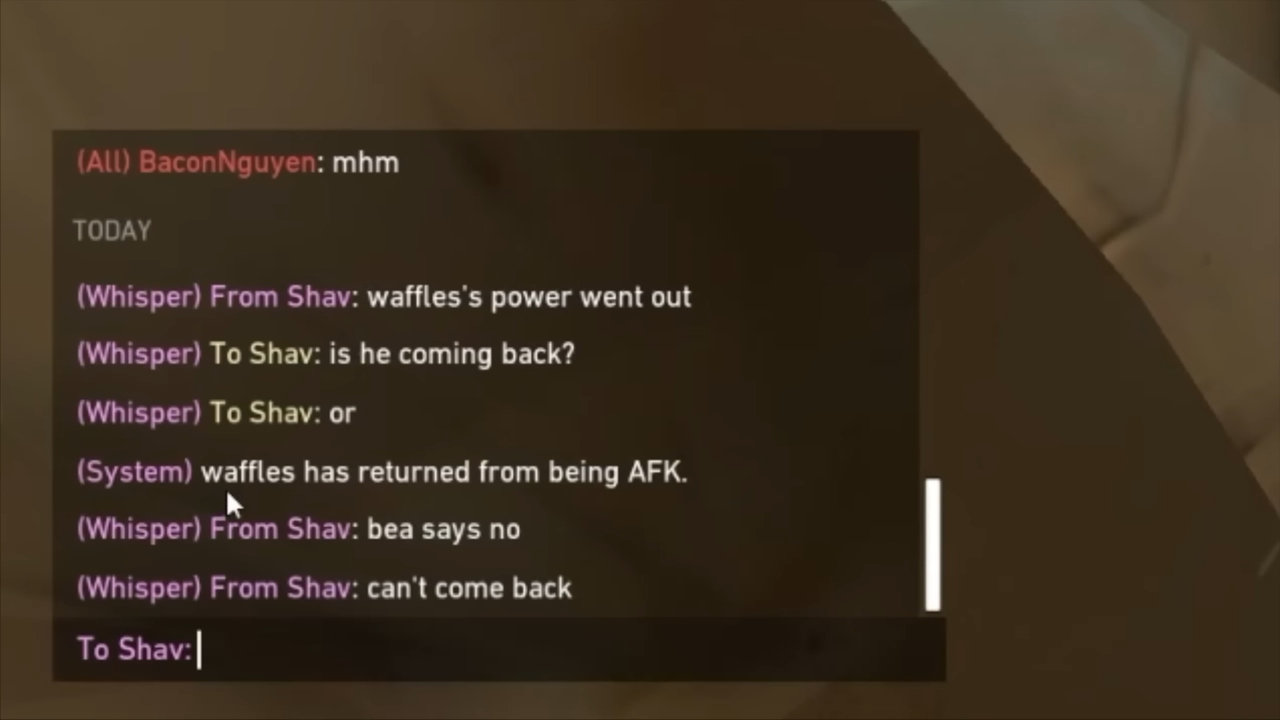 (All) BaconNguyen: mhm
TODAY
(Whisper) From Shav: waffles's power went out
(Whisper) To Shav: is he coming back?
(Whisper) To Shav: or
(System) waffles has returned from being AFK.
(Whisper) From Shav: bea says no
(Whisper) From Shav: can't come back
To Shav: